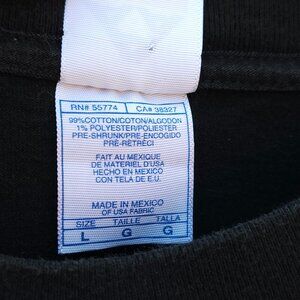 RN# 55774 CA# 38327
99%COTTON/COTON/ALGODON
1% POLYESTER/POLIESTER
PRE-SHRUNK/PRE-ENCOGIDO
PRÉ-RÉTRÉCI
FAIT AU MEXIQUE
DE MATERIEL D'USA
HECHO EN MEXICO
CON TELA DE E.U.
MADE IN MEXICO
OF USA FABRIC
SIZE TAILLE TALLA
L G G